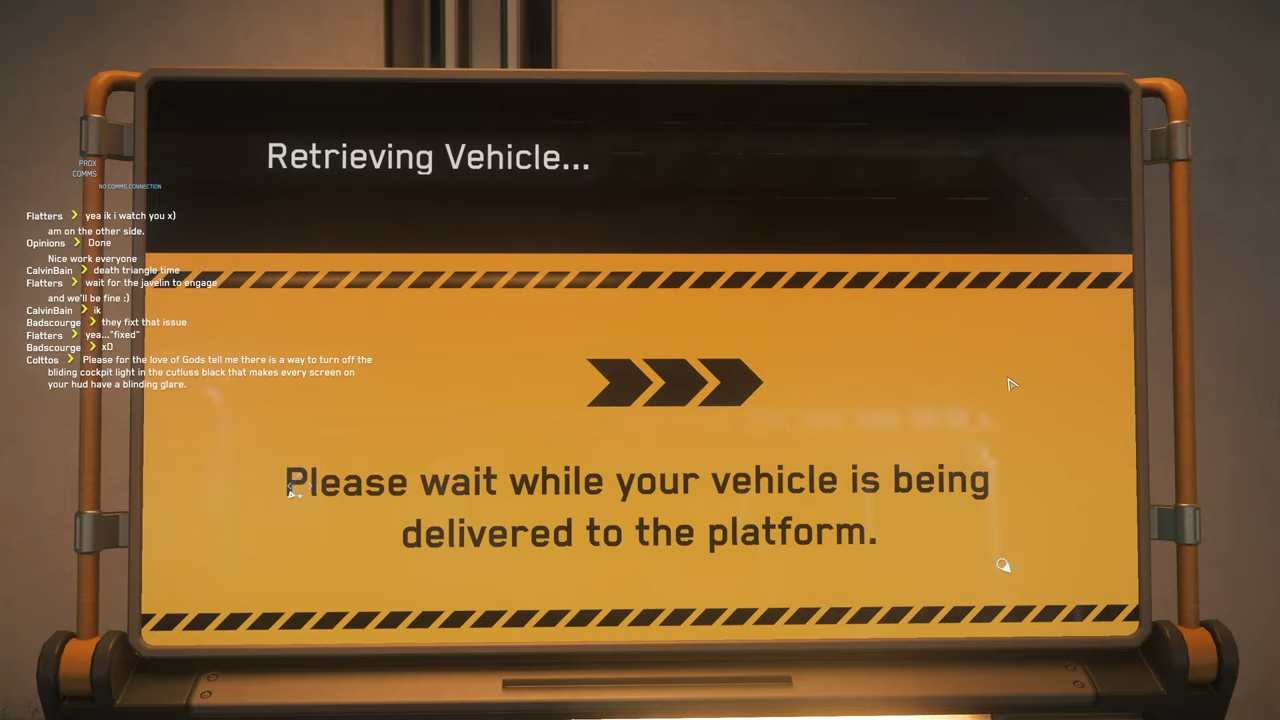 Retrieving Vehicle...
PROX
COMMS
NO COMMS CONNECTION
Flatters > yea ik i watch you x)
am on the other side.
Opinions > Done
Nice work everyone
CalvinBain > death triangle time
Flatters > wait for the javelin to engage
and we'll be fine :)
CalvinBain > ik
Badscourge > they fixt that issue
Flatters > yea..."fixed"
Badscourge > xD
Colttos > Please for the love of Gods tell me there is a way to turn off the
bliding cockpit light in the cutluss black that makes every screen on
your hud have a blinding glare.
Please wait while your vehicle is being
delivered to the platform.